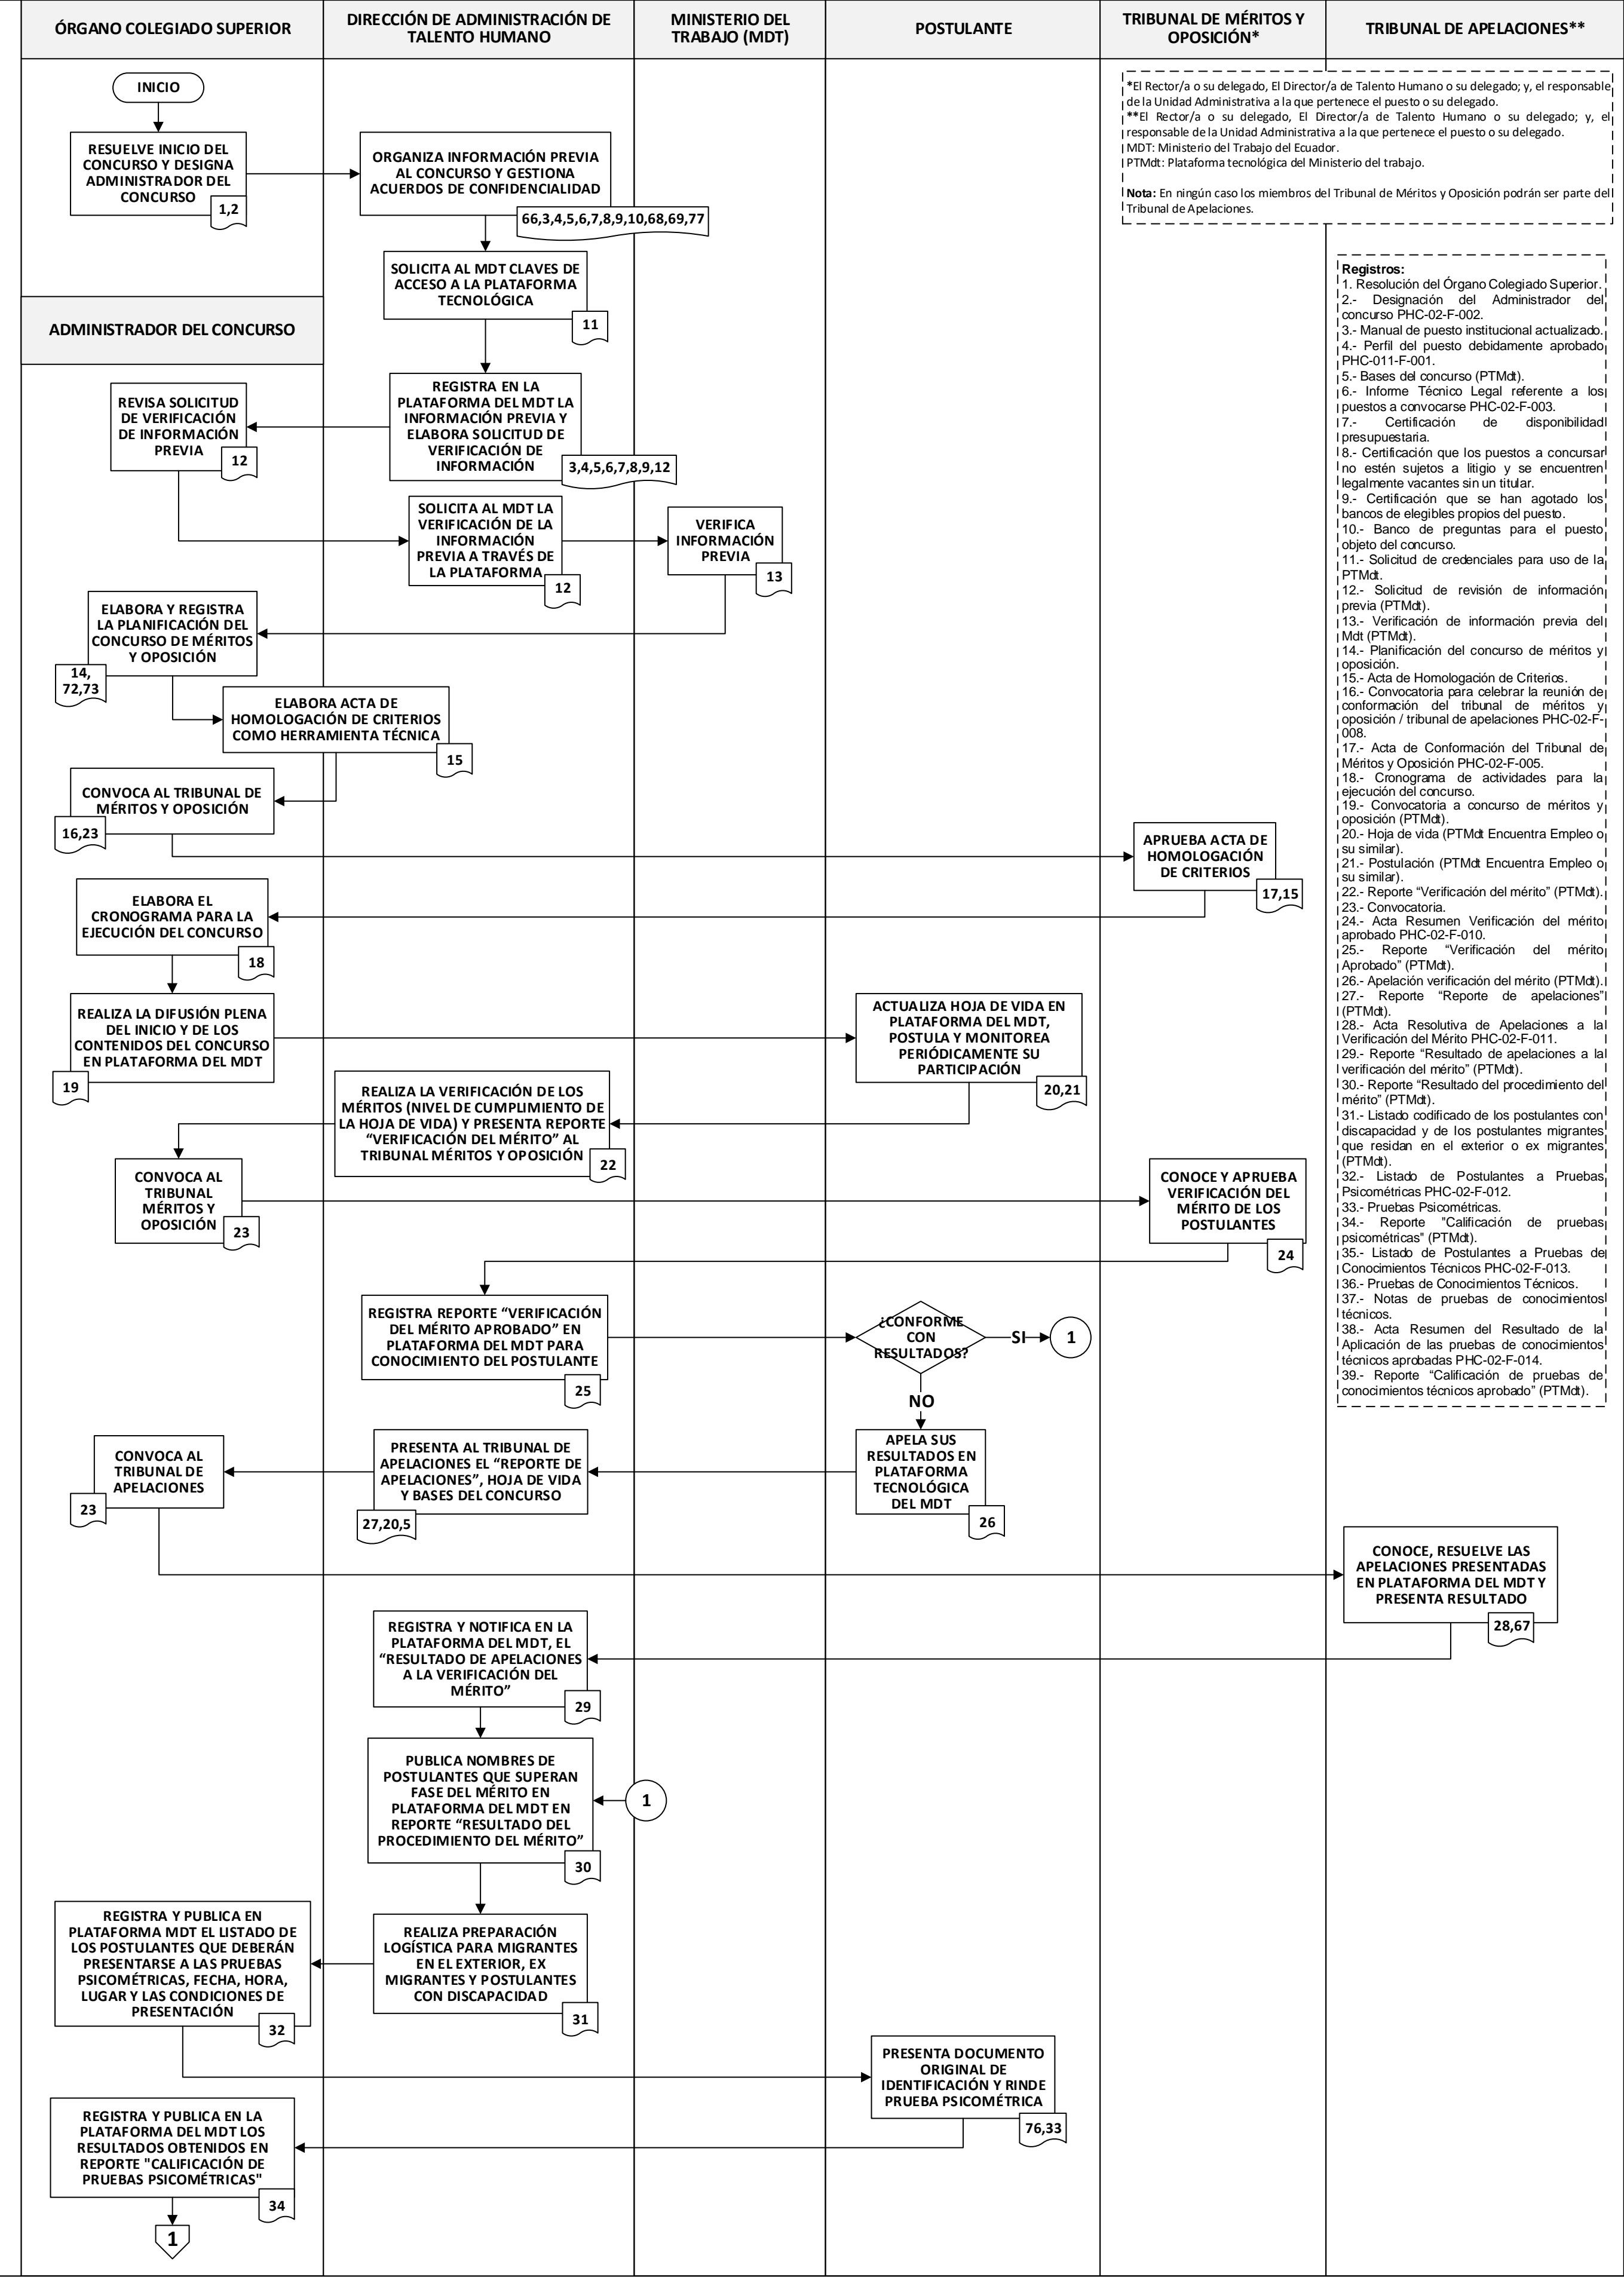 ÓRGANO COLEGIADO SUPERIOR
DIRECCIÓN DE ADMINISTRACIÓN DE
TALENTO HUMANO
MINISTERIO DEL
TRABAJO (MDT)
POSTULANTE
TRIBUNAL DE MÉRITOS Y
OPOSICIÓN*
TRIBUNAL DE APELACIONES**
*El Rector/a o su delegado, El Director/a de Talento Humano o su delegado; y, el responsable
de la Unidad Administrativa a la que pertenece el puesto o su delegado.
**El Rector/a o su delegado, El Director/a de Talento Humano o su delegado; y, el
responsable de la Unidad Administrativa a la que pertenece el puesto o su delegado.
MDT: Ministerio del Trabajo del Ecuador.
PTMdt: Plataforma tecnológica del Ministerio del trabajo.
Nota: En ningún caso los miembros del Tribunal de Méritos y Oposición podrán ser parte del
Tribunal de Apelaciones.
INICIO
RESUELVE INICIO DEL
CONCURSO Y DESIGNA
ADMINISTRADOR DEL
CONCURSO
1,2
ORGANIZA INFORMACIÓN PREVIA
AL CONCURSO Y GESTIONA
ACUERDOS DE CONFIDENCIALIDAD
66,3,4,5,6,7,8,9,10,68,69,77
SOLICITA AL MDT CLAVES DE
ACCESO A LA PLATAFORMA
TECNOLÓGICA
11
ADMINISTRADOR DEL CONCURSO
REGISTRA EN LA
PLATAFORMA DEL MDT LA
INFORMACIÓN PREVIA Y
ELABORA SOLICITUD DE
VERIFICACIÓN DE
INFORMACIÓN
3,4,5,6,7,8,9,12
REVISA SOLICITUD
DE VERIFICACIÓN
DE INFORMACIÓN
PREVIA
12
SOLICITA AL MDT LA
VERIFICACIÓN DE LA
INFORMACIÓN
PREVIA A TRAVÉS DE
LA PLATAFORMA
12
VERIFICA
INFORMACIÓN
PREVIA
13
ELABORA Y REGISTRA
LA PLANIFICACIÓN DEL
CONCURSO DE MÉRITOS
Y OPOSICIÓN
14,
72,73
ELABORA ACTA DE
HOMOLOGACIÓN DE CRITERIOS
COMO HERRAMIENTA TÉCNICA
15
CONVOCA AL TRIBUNAL DE
MÉRITOS Y OPOSICIÓN
16,23
APRUEBA ACTA DE
HOMOLOGACIÓN
DE CRITERIOS
17,15
ELABORA EL
CRONOGRAMA PARA LA
EJECUCIÓN DEL CONCURSO
18
REALIZA LA DIFUSIÓN PLENA
DEL INICIO Y DE LOS
CONTENIDOS DEL CONCURSO
EN PLATAFORMA DEL MDT
19
ACTUALIZA HOJA DE VIDA EN
PLATAFORMA DEL MDT,
POSTULA Y MONITOREA
PERIÓDICAMENTE SU
PARTICIPACIÓN
20,21
REALIZA LA VERIFICACIÓN DE LOS
MÉRITOS (NIVEL DE CUMPLIMIENTO DE
LA HOJA DE VIDA) Y PRESENTA REPORTE
“VERIFICACIÓN DEL MÉRITO” AL
TRIBUNAL MÉRITOS Y OPOSICIÓN
22
CONVOCA AL
TRIBUNAL
MÉRITOS Y
OPOSICIÓN
23
CONOCE Y APRUEBA
VERIFICACIÓN DEL
MÉRITO DE LOS
POSTULANTES
24
REGISTRA REPORTE “VERIFICACIÓN
DEL MÉRITO APROBADO” EN
PLATAFORMA DEL MDT PARA
CONOCIMIENTO DEL POSTULANTE
25
¿CONFORME
CON
RESULTADOS?
SI
1
NO
APELA SUS
RESULTADOS EN
PLATAFORMA
TECNOLÓGICA
DEL MDT
26
PRESENTA AL TRIBUNAL DE
APELACIONES EL “REPORTE DE
APELACIONES”, HOJA DE VIDA
Y BASES DEL CONCURSO
27,20,5
CONVOCA AL
TRIBUNAL DE
APELACIONES
23
CONOCE, RESUELVE LAS
APELACIONES PRESENTADAS
EN PLATAFORMA DEL MDT Y
PRESENTA RESULTADO
28,67
REGISTRA Y NOTIFICA EN LA
PLATAFORMA DEL MDT, EL
“RESULTADO DE APELACIONES
A LA VERIFICACIÓN DEL
MÉRITO”
29
PUBLICA NOMBRES DE
POSTULANTES QUE SUPERAN
FASE DEL MÉRITO EN
PLATAFORMA DEL MDT EN
REPORTE “RESULTADO DEL
PROCEDIMIENTO DEL MÉRITO”
30
1
REALIZA PREPARACIÓN
LOGÍSTICA PARA MIGRANTES
EN EL EXTERIOR, EX
MIGRANTES Y POSTULANTES
CON DISCAPACIDAD
31
REGISTRA Y PUBLICA EN
PLATAFORMA MDT EL LISTADO DE
LOS POSTULANTES QUE DEBERÁN
PRESENTARSE A LAS PRUEBAS
PSICOMÉTRICAS, FECHA, HORA,
LUGAR Y LAS CONDICIONES DE
PRESENTACIÓN
32
PRESENTA DOCUMENTO
ORIGINAL DE
IDENTIFICACIÓN Y RINDE
PRUEBA PSICOMÉTRICA
76,33
REGISTRA Y PUBLICA EN LA
PLATAFORMA DEL MDT LOS
RESULTADOS OBTENIDOS EN
REPORTE "CALIFICACIÓN DE
PRUEBAS PSICOMÉTRICAS"
34
1
Registros:
1. Resolución del Órgano Colegiado Superior.
2.- Designación del Administrador del
concurso PHC-02-F-002.
3.- Manual de puesto institucional actualizado.
4.- Perfil del puesto debidamente aprobado
PHC-011-F-001.
5.- Bases del concurso (PTMdt).
6.- Informe Técnico Legal referente a los
puestos a convocarse PHC-02-F-003.
7.- Certificación de disponibilidad
presupuestaria.
8.- Certificación que los puestos a concursar
no estén sujetos a litigio y se encuentren
legalmente vacantes sin un titular.
9.- Certificación que se han agotado los
bancos de elegibles propios del puesto.
10.- Banco de preguntas para el puesto
objeto del concurso.
11.- Solicitud de credenciales para uso de la
PTMdt.
12.- Solicitud de revisión de información
previa (PTMdt).
13.- Verificación de información previa del
Mdt (PTMdt).
14.- Planificación del concurso de méritos y
oposición.
15.- Acta de Homologación de Criterios.
16.- Convocatoria para celebrar la reunión de
conformación del tribunal de méritos y
oposición / tribunal de apelaciones PHC-02-F-
008.
17.- Acta de Conformación del Tribunal de
Méritos y Oposición PHC-02-F-005.
18.- Cronograma de actividades para la
ejecución del concurso.
19.- Convocatoria a concurso de méritos y
oposición (PTMdt).
20.- Hoja de vida (PTMdt Encuentra Empleo o
su similar).
21.- Postulación (PTMdt Encuentra Empleo o
su similar).
22.- Reporte “Verificación del mérito” (PTMdt).
23.- Convocatoria.
24.- Acta Resumen Verificación del mérito
aprobado PHC-02-F-010.
25.- Reporte “Verificación del mérito
Aprobado” (PTMdt).
26.- Apelación verificación del mérito (PTMdt).
27.- Reporte “Reporte de apelaciones”
(PTMdt).
28.- Acta Resolutiva de Apelaciones a la
Verificación del Mérito PHC-02-F-011.
29.- Reporte “Resultado de apelaciones a la
verificación del mérito” (PTMdt).
30.- Reporte “Resultado del procedimiento del
mérito” (PTMdt).
31.- Listado codificado de los postulantes con
discapacidad y de los postulantes migrantes
que residan en el exterior o ex migrantes
(PTMdt).
32.- Listado de Postulantes a Pruebas
Psicométricas PHC-02-F-012.
33.- Pruebas Psicométricas.
34.- Reporte "Calificación de pruebas
psicométricas" (PTMdt).
35.- Listado de Postulantes a Pruebas de
Conocimientos Técnicos PHC-02-F-013.
36.- Pruebas de Conocimientos Técnicos.
37.- Notas de pruebas de conocimientos
técnicos.
38.- Acta Resumen del Resultado de la
Aplicación de las pruebas de conocimientos
técnicos aprobadas PHC-02-F-014.
39.- Reporte “Calificación de pruebas de
conocimientos técnicos aprobado” (PTMdt).